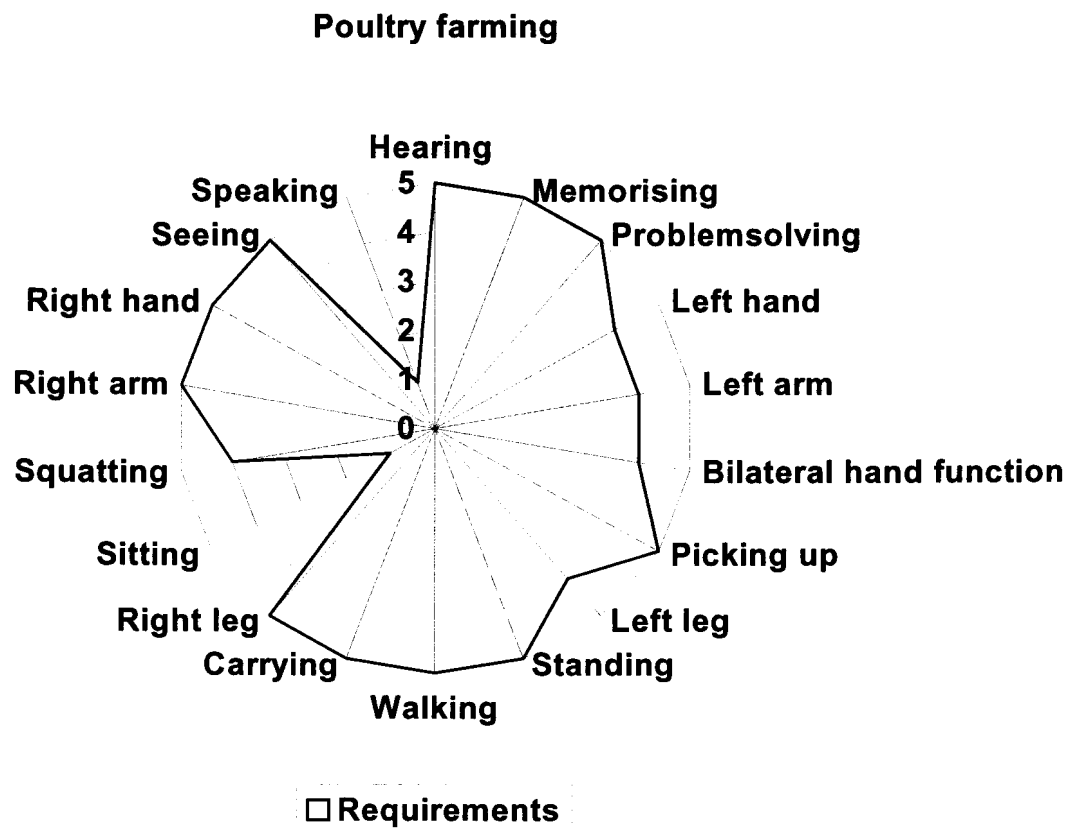 Poultry farming
Hearing
Speaking
5
Memorising
Seeing
4
Problemsolving
3
Right hand
Left hand
2
Right arm
1
Left arm
0
Squatting
Bilateral hand function
Sitting
Picking up
Right leg
Left leg
Carrying
Standing
Walking
Requirements